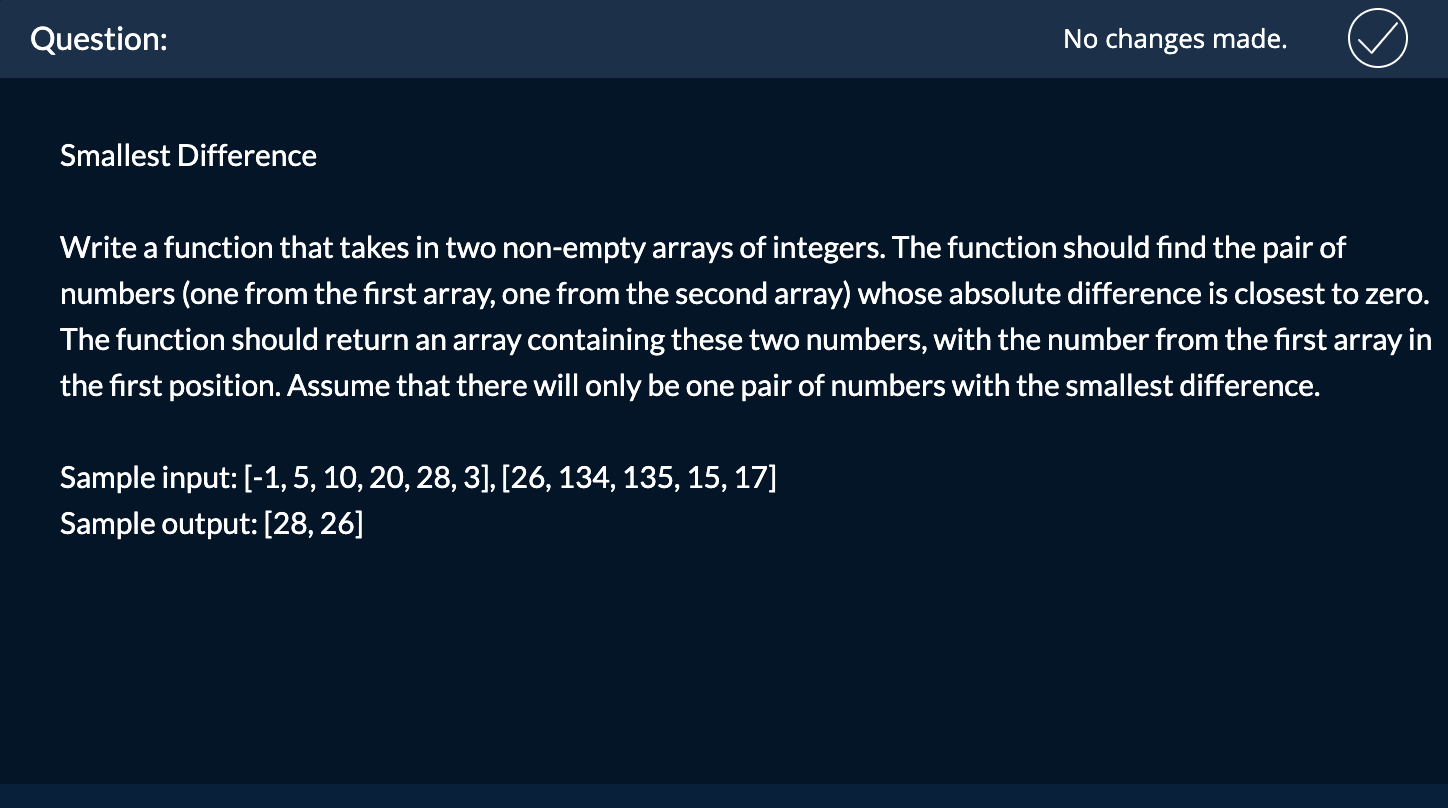 Question:
No changes made.
Smallest Difference
Write a function that takes in two non-empty arrays of integers. The function should find the pair of
numbers (one from the first array, one from the second array) whose absolute difference is closest to zero.
The function should return an array containing these two numbers, with the number from the first array in
the first position. Assume that there will only be one pair of numbers with the smallest difference.
Sample input: [-1, 5, 10, 20, 28, 3], [26, 134, 135, 15, 17]
Sample output: [28, 26]